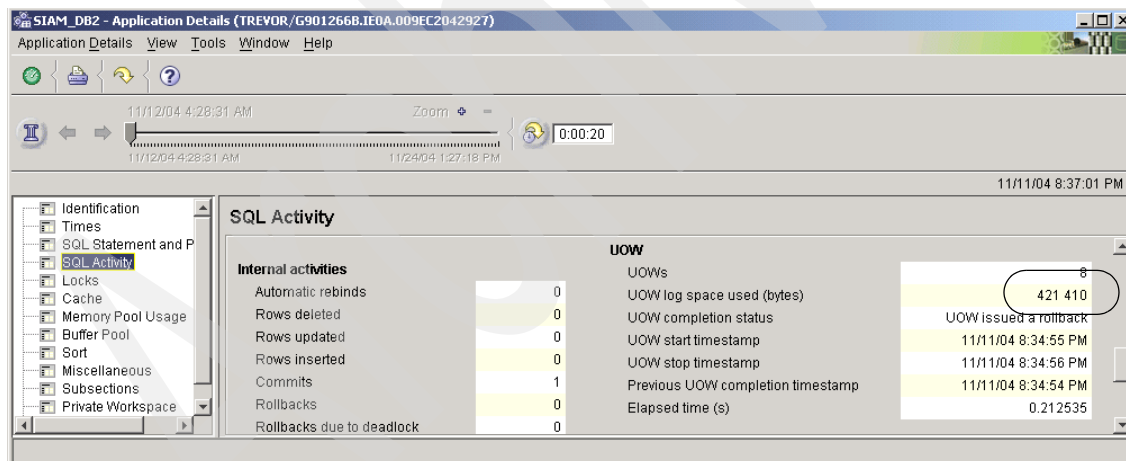 SIAM_DB2 - Application Details (TREVOR/G901266B.IE0A.009EC2042927)
Application Details View Tools Window Help
11/12/04 4:28:31 AM Zoom
0:00:20
11/12/04 4:28:31 AM 11/24/04 1:27:18 PM
11/11/04 8:37:01 PM
Identification
Times
SQL Statement and P
SQL Activity
Locks
Cache
Memory Pool Usage
Buffer Pool
Sort
Miscellaneous
Subsections
Private Workspace
SQL Activity
Internal activities
Automatic rebinds 0
Rows deleted 0
Rows updated 0
Rows inserted 0
Commits 1
Rollbacks 0
Rollbacks due to deadlock 0
UOW
UOWs 8
UOW log space used (bytes) 421 410
UOW completion status UOW issued a rollback
UOW start timestamp 11/11/04 8:34:55 PM
UOW stop timestamp 11/11/04 8:34:56 PM
Previous UOW completion timestamp 11/11/04 8:34:54 PM
Elapsed time (s) 0.212535